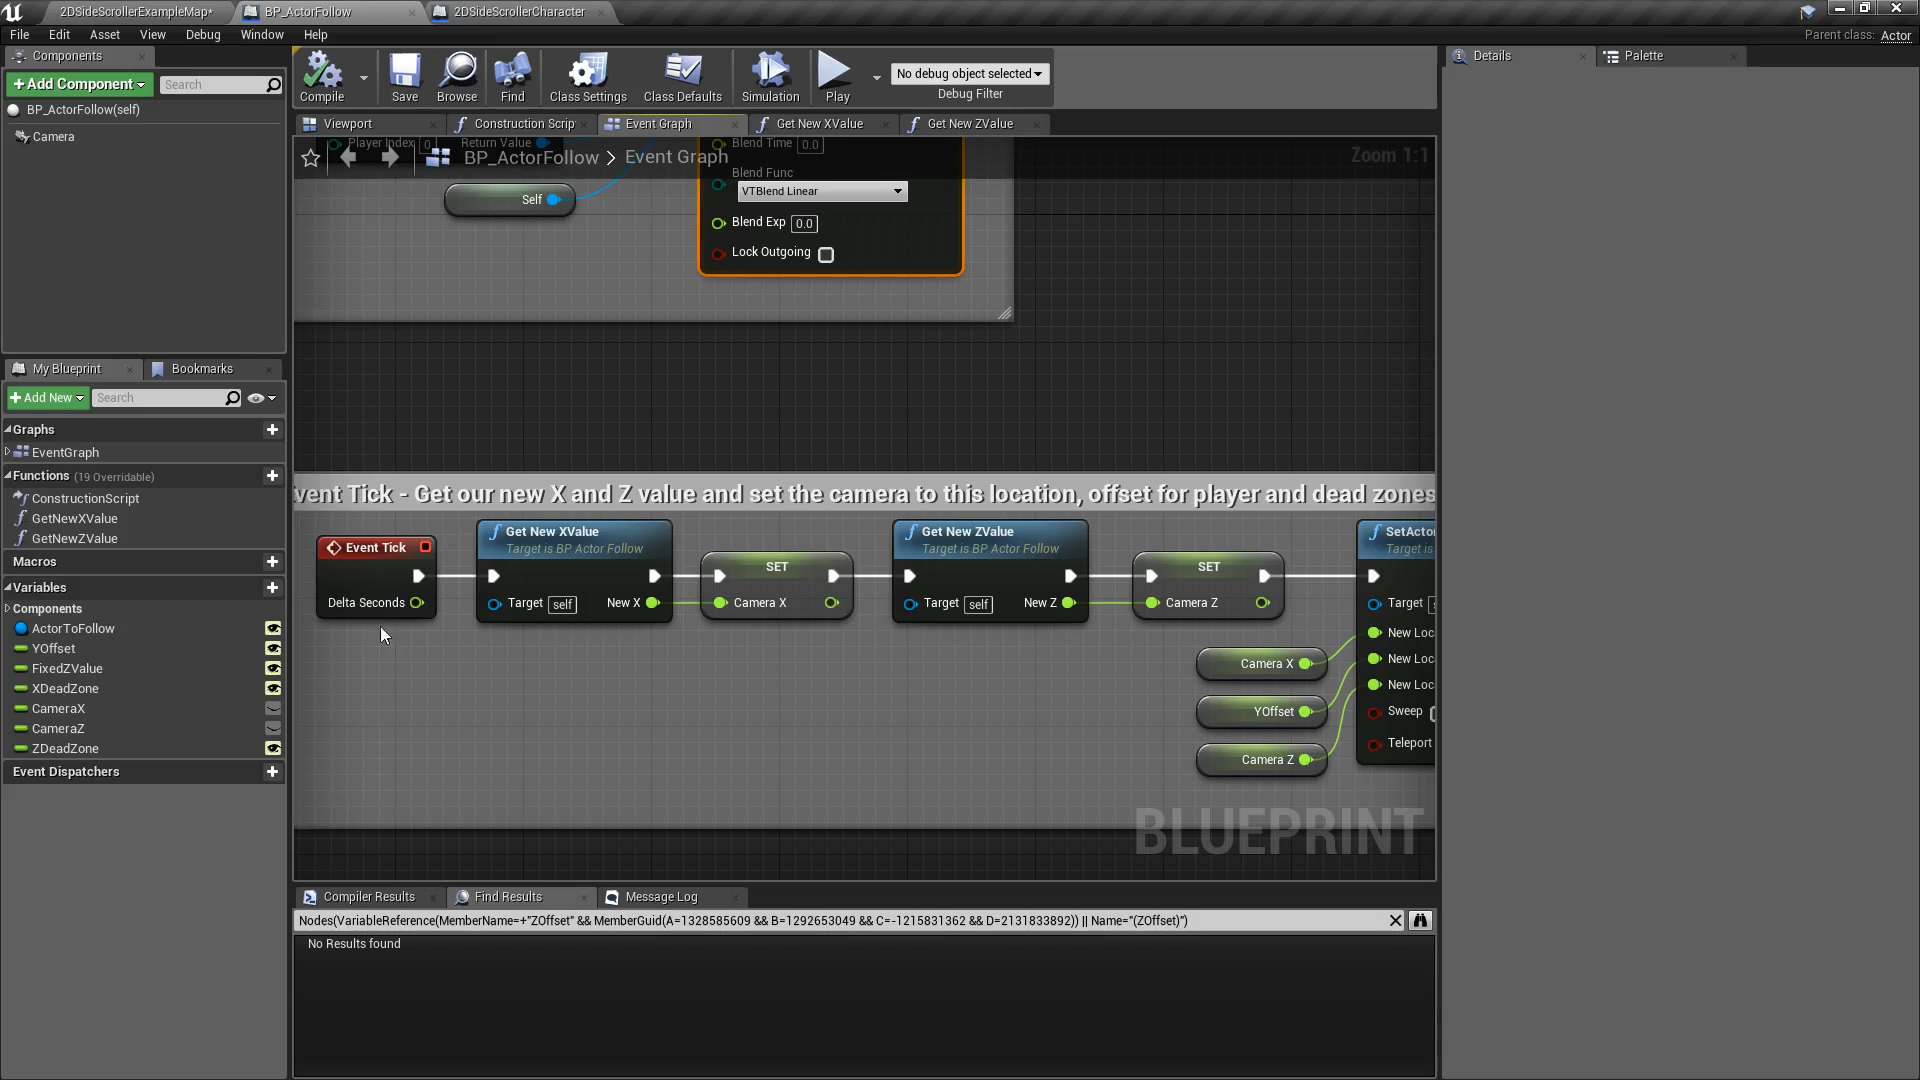 2DSideScrollerExampleMap*
BP_ActorFollow
2DSideScrollerCharacter
File Edit Asset View Debug Window Help
Parent class: Actor
Components
+Add Component
Search
BP_ActorFollow(self)
Camera
Compile
Save
Browse
Find
Class Settings
Class Defaults
Simulation
Play
No debug object selected
Debug Filter
Details
Palette
Viewport
Construction Scrip
Event Graph
Get New XValue
Get New ZValue
BP_ActorFollow > Event Graph
Zoom 1:1
Player Index 0 Return Value
Self
Blend Time 0.0
Blend Func
VTBlend Linear
Blend Exp 0.0
Lock Outgoing
My Blueprint
Bookmarks
+Add New
Search
Graphs
EventGraph
Functions (19 Overridable)
ConstructionScript
GetNewXValue
GetNewZValue
Macros
Variables
Components
ActorToFollow
YOffset
FixedZValue
XDeadZone
CameraX
CameraZ
ZDeadZone
Event Dispatchers
vent Tick - Get our new X and Z value and set the camera to this location, offset for player and dead zones
Event Tick
Delta Seconds
Get New XValue
Target is BP Actor Follow
Target self New X
SET
Camera X
Get New ZValue
Target is BP Actor Follow
Target self New Z
SET
Camera Z
SetActor
Target is
Target
New Loc
New Loc
New Loc
Sweep
Teleport
Camera X
YOffset
Camera Z
BLUEPRINT
Compiler Results
Find Results
Message Log
Nodes(VariableReference(MemberName=+"ZOffset" && MemberGuid(A=1328585609 && B=1292653049 && C=-1215831362 && D=2131833892)) || Name="(ZOffset)")
No Results found